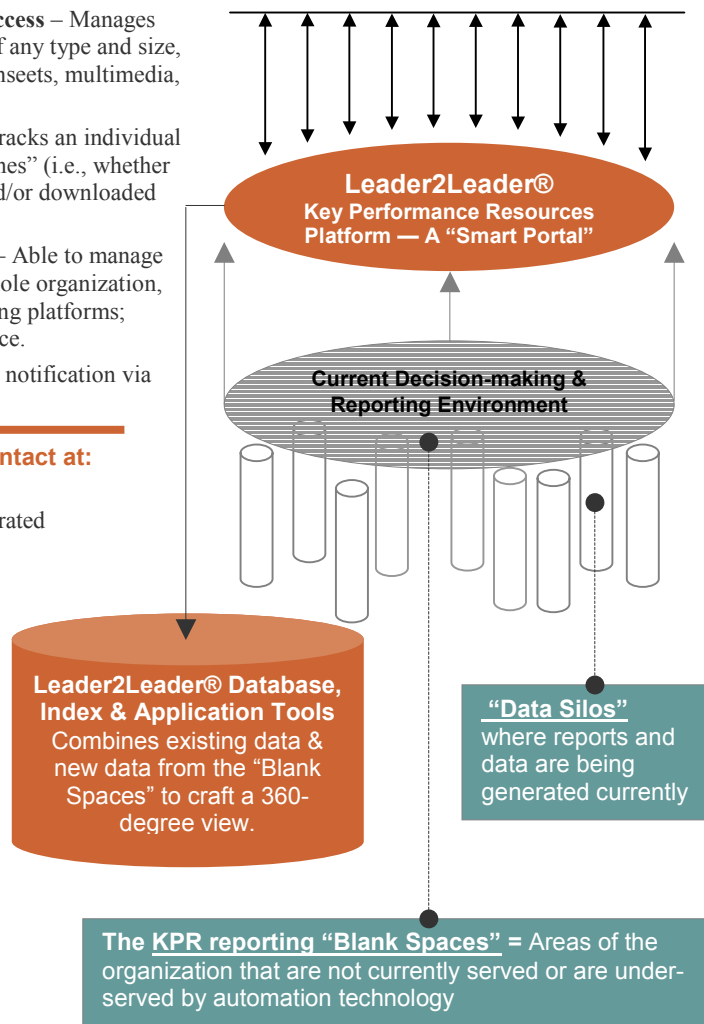 ccess – Manages
f any type and size,
nseets, multimedia,
racks an individual
nes” (i.e., whether
d/or downloaded
– Able to manage
ole organization,
ng platforms;
ce.
notification via
ntact at:
rated
Leader2Leader®
Key Performance Resources
Platform — A “Smart Portal”
Current Decision-making &
Reporting Environment
Leader2Leader® Database,
Index & Application Tools
Combines existing data &
new data from the “Blank
Spaces” to craft a 360-
degree view.
“Data Silos”
where reports and
data are being
generated currently
The KPR reporting “Blank Spaces” = Areas of the
organization that are not currently served or are under-
served by automation technology